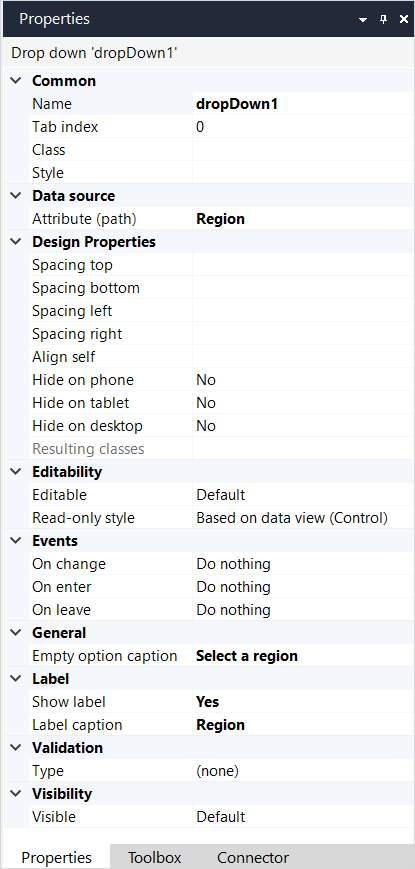 Properties
Drop down 'dropDown1'
Common
Name dropDown1
Tab index 0
Class
Style
Data source
Attribute (path) Region
Design Properties
Spacing top
Spacing bottom
Spacing left
Spacing right
Align self
Hide on phone No
Hide on tablet No
Hide on desktop No
Resulting classes
Editability
Editable Default
Read-only style Based on data view (Control)
Events
On change Do nothing
On enter Do nothing
On leave Do nothing
General
Empty option caption Select a region
Label
Show label Yes
Label caption Region
Validation
Type (none)
Visibility
Visible Default
Properties Toolbox Connector